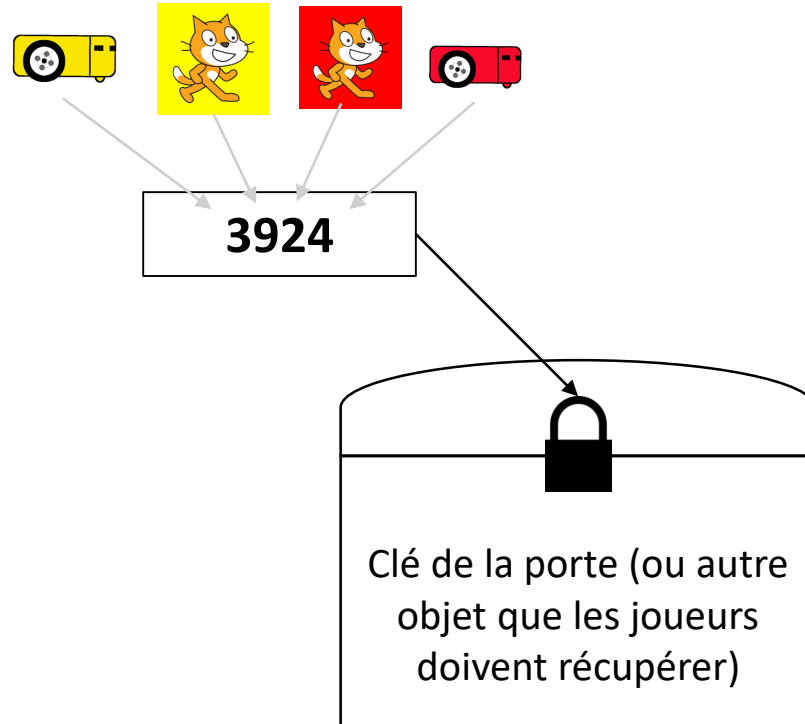 3924
Clé de la porte (ou autre
objet que les joueurs
doivent récupérer)